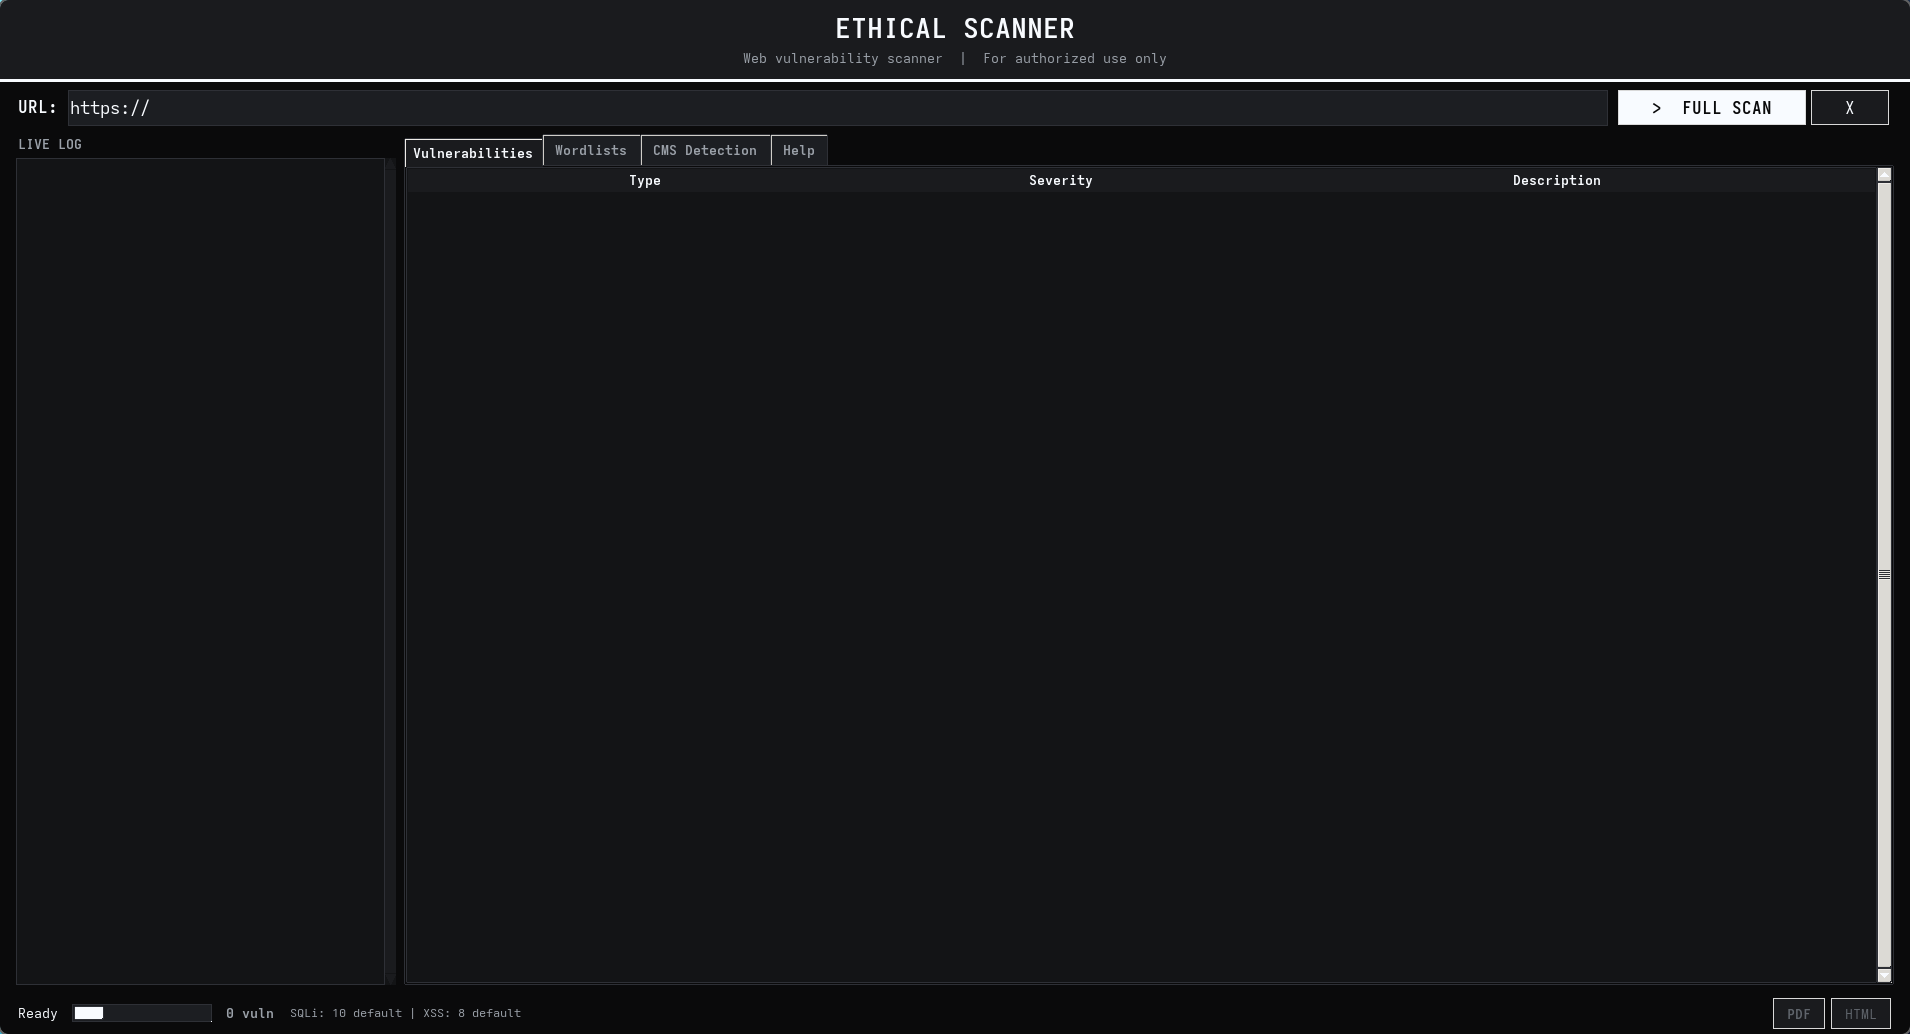 ETHICAL SCANNER
Web vulnerability scanner | For authorized use only
URL: https:// > FULL SCAN X
LIVE LOG
Vulnerabilities Wordlists CMS Detection Help
Type Severity Description
Ready 0 vuln SQLi: 10 default | XSS: 8 default PDF HTML